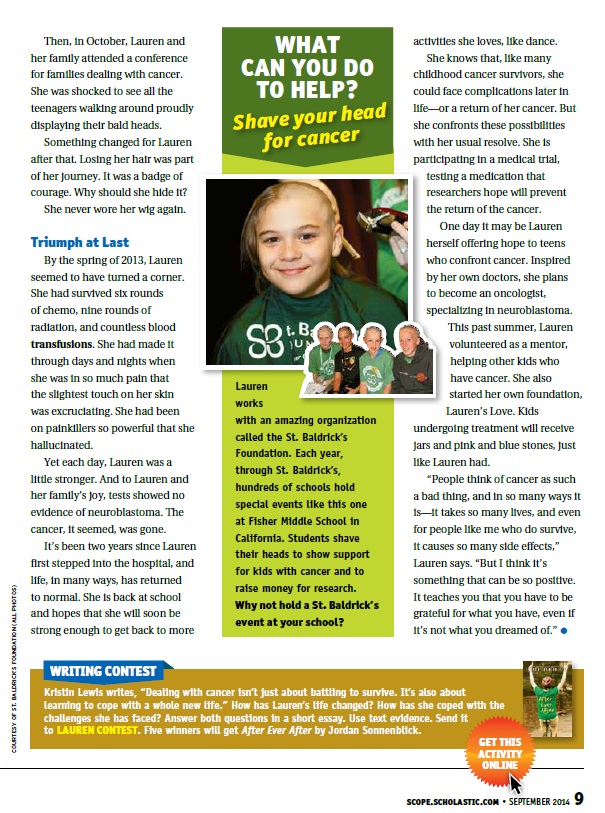 Then, in October, Lauren and
her family attended a conference
for families dealing with cancer.
She was shocked to see all the
teenagers walking around proudly
displaying their bald heads.
Something changed for Lauren
after that. Losing her hair was part
of her journey. It was a badge of
courage. Why should she hide it?
She never wore her wig again.
Triumph at Last
By the spring of 2013, Lauren
seemed to have turned a corner.
She had survived six rounds
of chemo, nine rounds of
radiation, and countless blood
transfusions. She had made it
through days and nights when
she was in so much pain that
the slightest touch on her skin
was excruciating. She had been
on painkillers so powerful that she
hallucinated.
Yet each day, Lauren was a
little stronger. And to Lauren and
her family's joy, tests showed no
evidence of neuroblastoma. The
cancer, it seemed, was gone.
It's been two years since Lauren
first stepped into the hospital, and
life, in many ways, has returned
to normal. She is back at school
and hopes that she will soon be
strong enough to get back to more
WHAT
CAN YOU DO
TO HELP?
Shave your head
for cancer
Lauren
works
with an amazing organization
called the St. Baldrick's
Foundation. Each year,
through St. Baldrick's,
hundreds of schools hold
special events like this one
at Fisher Middle School in
California. Students shave
their heads to show support
for kids with cancer and to
raise money for research.
Why not hold a St. Baldrick's
event at your school?
activities she loves, like dance.
She knows that, like many
childhood cancer survivors, she
could face complications later in
life—or a return of her cancer. But
she confronts these possibilities
with her usual resolve. She is
participating in a medical trial,
testing a medication that
researchers hope will prevent
the return of the cancer.
One day it may be Lauren
herself offering hope to teens
who confront cancer. Inspired
by her own doctors, she plans
to become an oncologist,
specializing in neuroblastoma.
This past summer, Lauren
volunteered as a mentor,
helping other kids who
have cancer. She also
started her own foundation,
Lauren's Love. Kids
undergoing treatment will receive
jars and pink and blue stones, just
like Lauren had.
"People think of cancer as such
a bad thing, and in so many ways it
is—it takes so many lives, and even
for people like me who do survive,
it causes so many side effects,"
Lauren says. "But I think it's
something that can be so positive.
It teaches you that you have to be
grateful for what you have, even if
it's not what you dreamed of."
COURTESY OF ST. BALDRICK'S FOUNDATION (ALL PHOTOS)
WRITING CONTEST
Kristin Lewis writes, "Dealing with cancer isn't just about battling to survive. It's also about
learning to cope with a whole new life." How has Lauren's life changed? How has she coped with the
challenges she has faced? Answer both questions in a short essay. Use text evidence. Send it
to LAUREN CONTEST. Five winners will get After Ever After by Jordan Sonnenblick.
After
Ever
After
GET THIS
ACTIVITY
ONLINE
SCOPE.SCHOLASTIC.COM • SEPTEMBER 2014 9